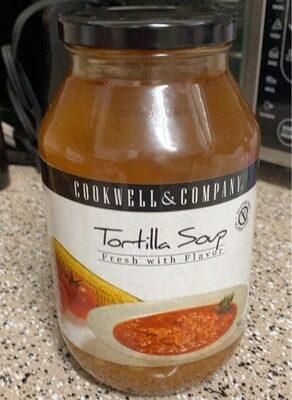 COOKWELL & COMPANY
Tortilla Soup
Fresh with Flavor